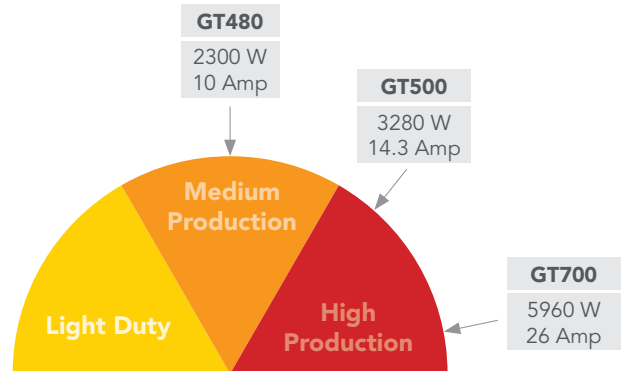 GT480
2300 W
10 Amp
GT500
3280 W
14.3 Amp
Medium
Production
GT700
5960 W
26 Amp
Light Duty
High
Production